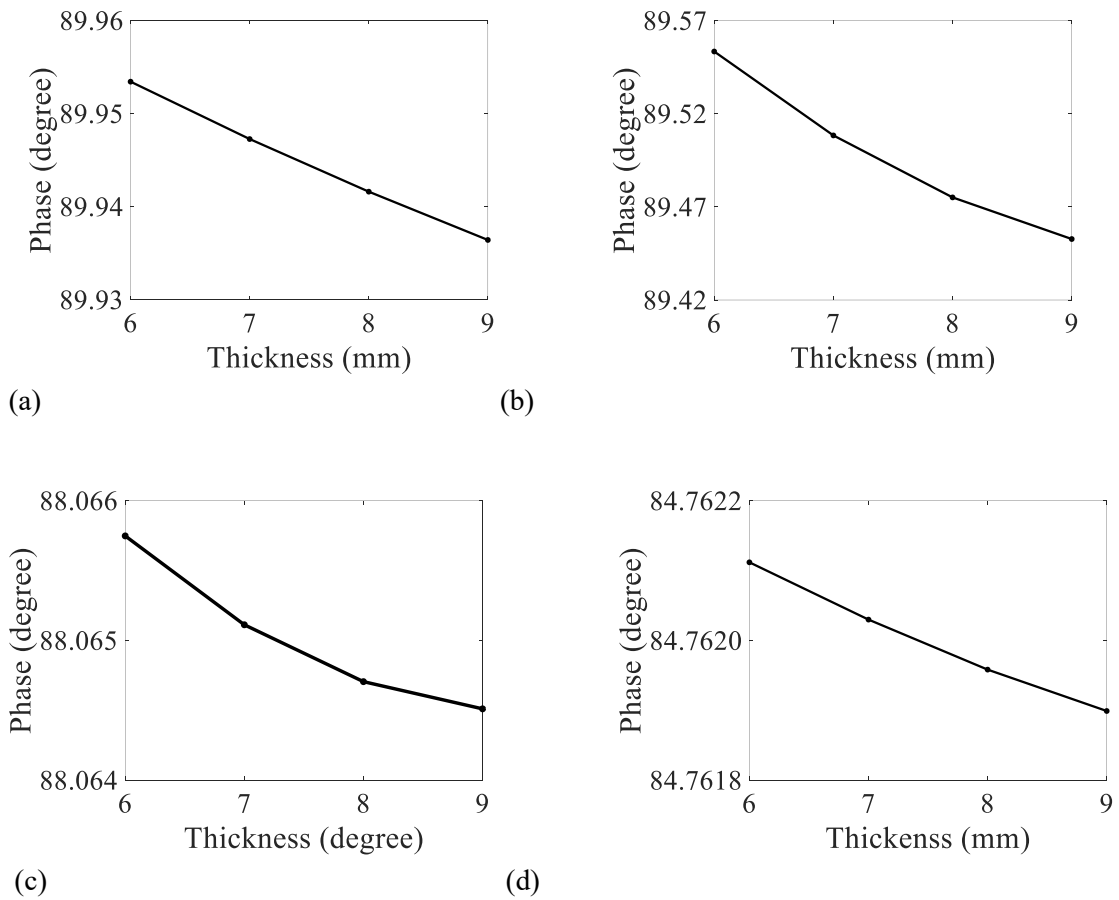 89.96
89.95
89.94
89.93
Phase (degree)
6 7 8 9
Thickness (mm)
(a)
89.57
89.52
89.47
89.42
Phase (degree)
6 7 8 9
Thickness (mm)
(b)
88.066
88.065
88.064
Phase (degree)
6 7 8 9
Thickness (degree)
(c)
84.7622
84.7620
84.7618
Phase (degree)
6 7 8 9
Thickenss (mm)
(d)